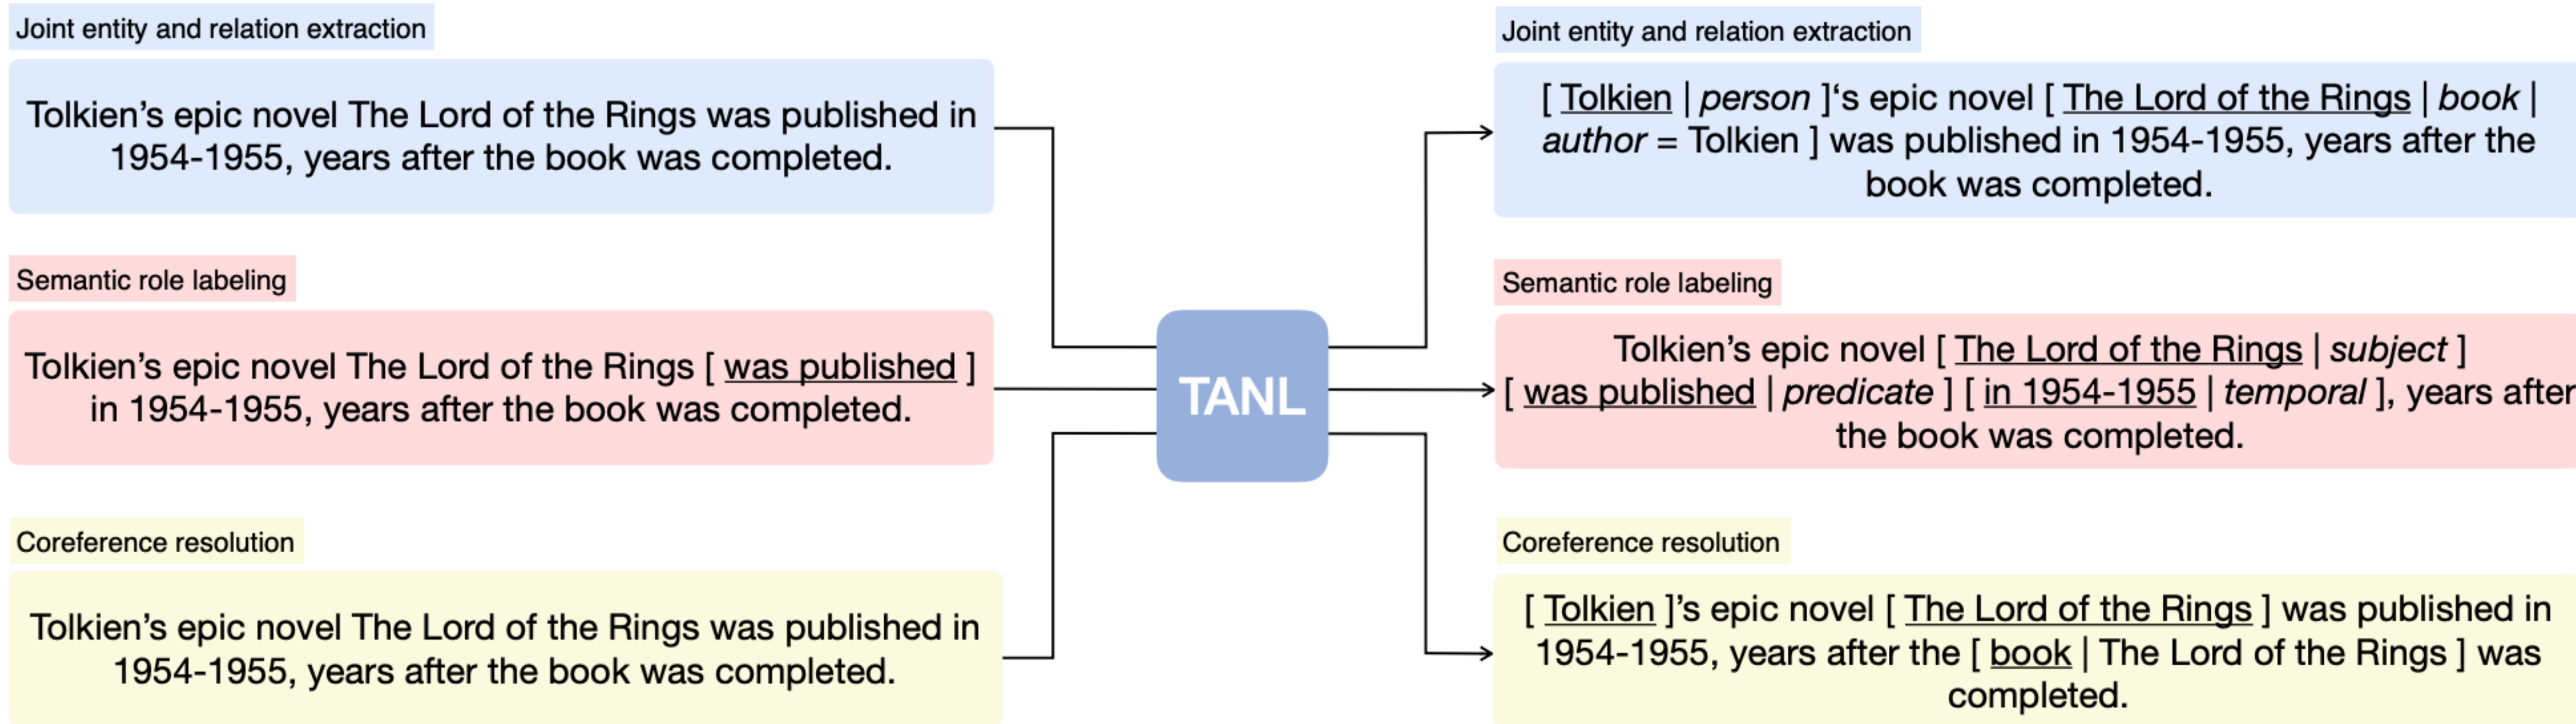 Joint entity and relation extraction
Tolkien’s epic novel The Lord of the Rings was published in
1954-1955, years after the book was completed.
Semantic role labeling
Tolkien’s epic novel The Lord of the Rings [ was published ]
in 1954-1955, years after the book was completed.
Coreference resolution
Tolkien’s epic novel The Lord of the Rings was published in
1954-1955, years after the book was completed.
TANL
Joint entity and relation extraction
[ Tolkien | person ]‘s epic novel [ The Lord of the Rings | book |
author = Tolkien ] was published in 1954-1955, years after the
book was completed.
Semantic role labeling
Tolkien’s epic novel [ The Lord of the Rings | subject ]
[ was published | predicate ] [ in 1954-1955 | temporal ], years after
the book was completed.
Coreference resolution
[ Tolkien ]’s epic novel [ The Lord of the Rings ] was published in
1954-1955, years after the [ book | The Lord of the Rings ] was
completed.